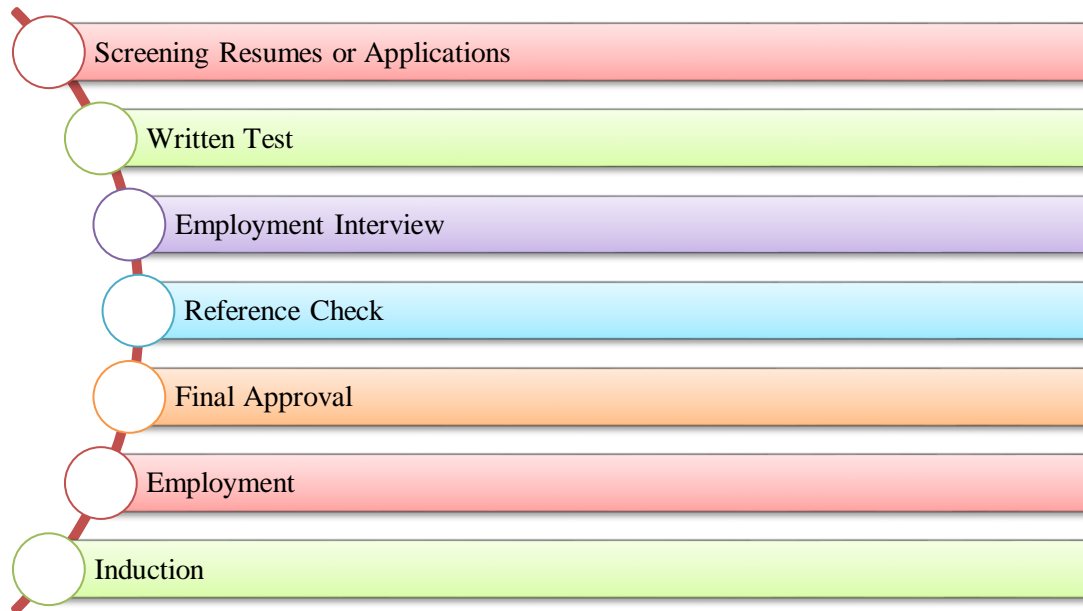 Screening Resumes or Applications
Written Test
Employment Interview
Reference Check
Final Approval
Employment
Induction